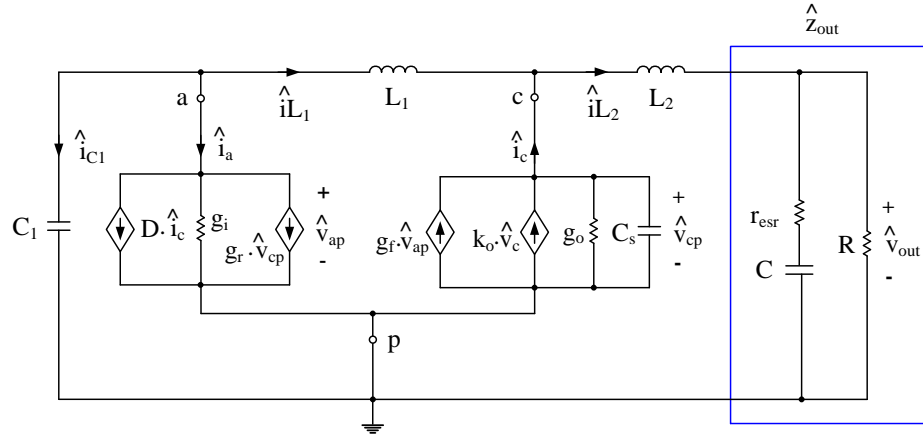 ẑout
a
îL1
L1
c
îL2
L2
îC1
îa
îc
C1
D·îc
gi
gr·v̂cp
+
v̂ap
-
gf·v̂ap
ko·v̂c
go
Cs
+
v̂cp
-
resr
C
R
+
v̂out
-
p